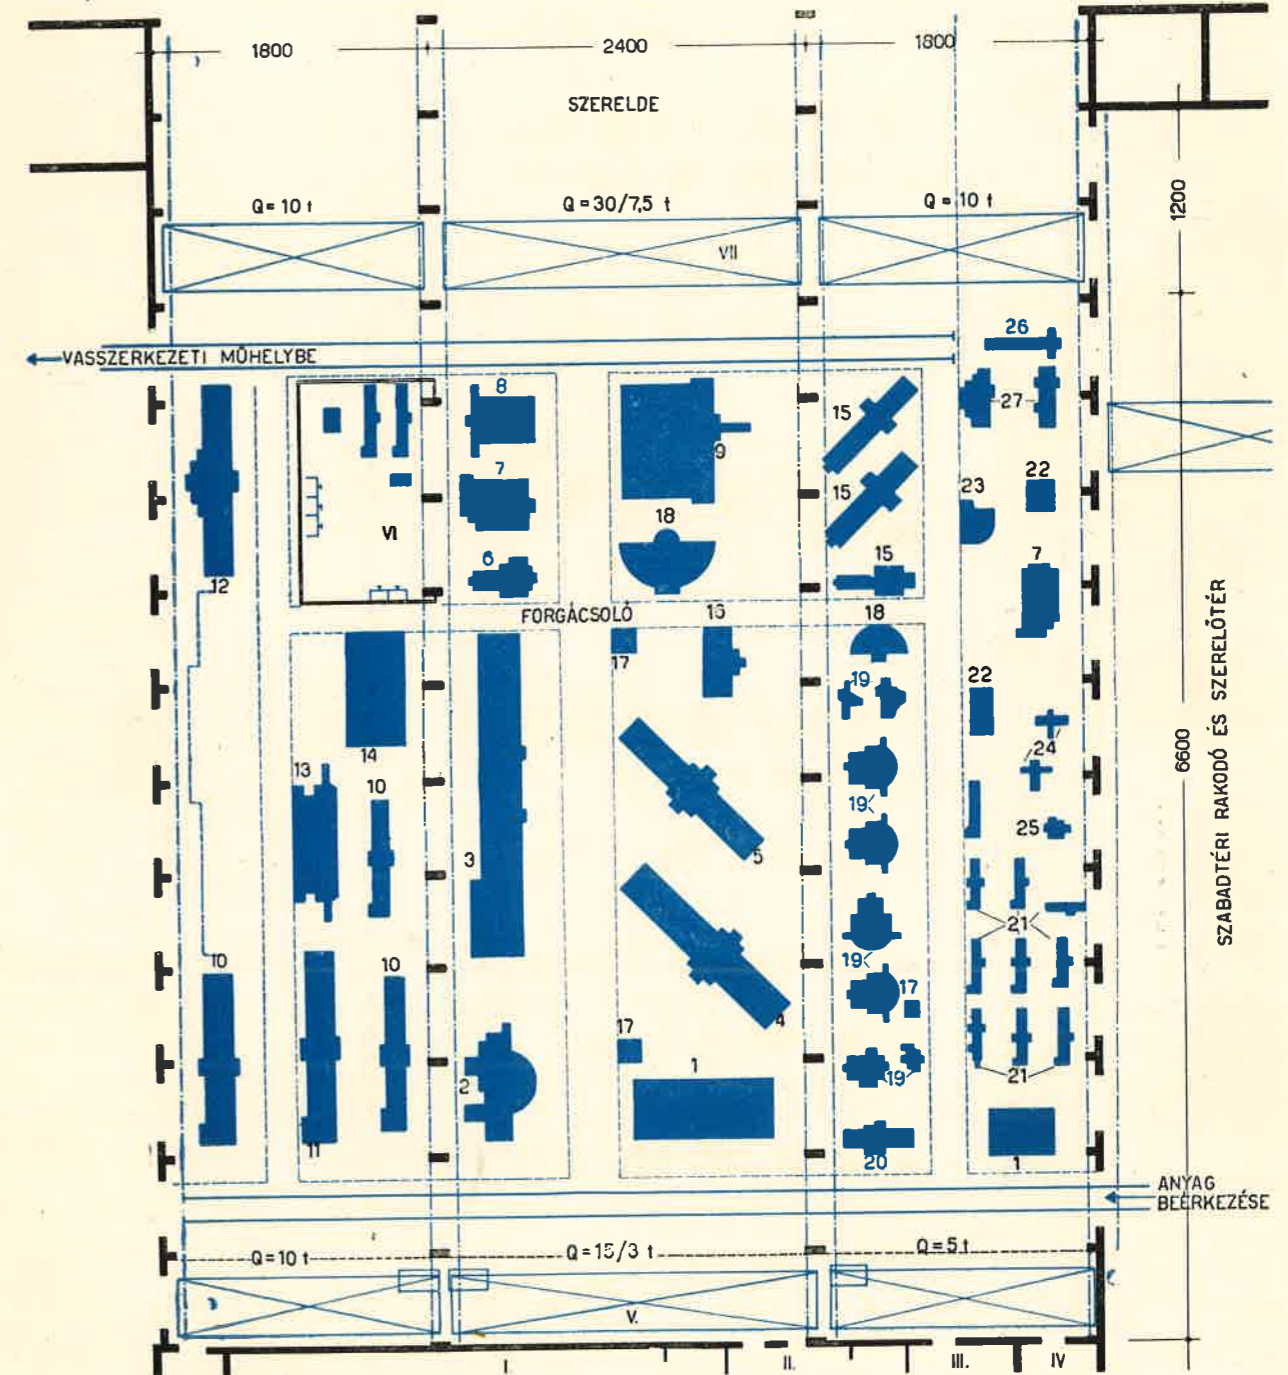 1800
2400
1800
SZERELDE
1200
Q = 10 t
Q = 30/7,5 t
Q = 10 t
VII
VASSZERKEZETI MŰHELYBE
26
8
15
27
9
7
15
22
23
18
VI
6
15
7
12
FORGÁCSOLÓ
16
18
17
19
22
14
24
13
10
19
25
5
3
21
10
10
19
17
4
17
1
2
19
21
11
20
1
6600
SZABADTÉRI RAKODÓ ÉS SZERELŐTÉR
ANYAG
BEÉRKEZÉSE
Q = 10 t
Q = 15/3 t
Q = 5 t
V.
I.
II.
III.
IV